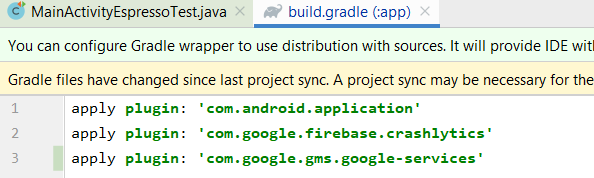 MainActivityEspressoTest.java × build.gradle (:app) ×
You can configure Gradle wrapper to use distribution with sources. It will provide IDE wit
Gradle files have changed since last project sync. A project sync may be necessary for the
1 apply plugin: 'com.android.application'
2 apply plugin: 'com.google.firebase.crashlytics'
3 apply plugin: 'com.google.gms.google-services'